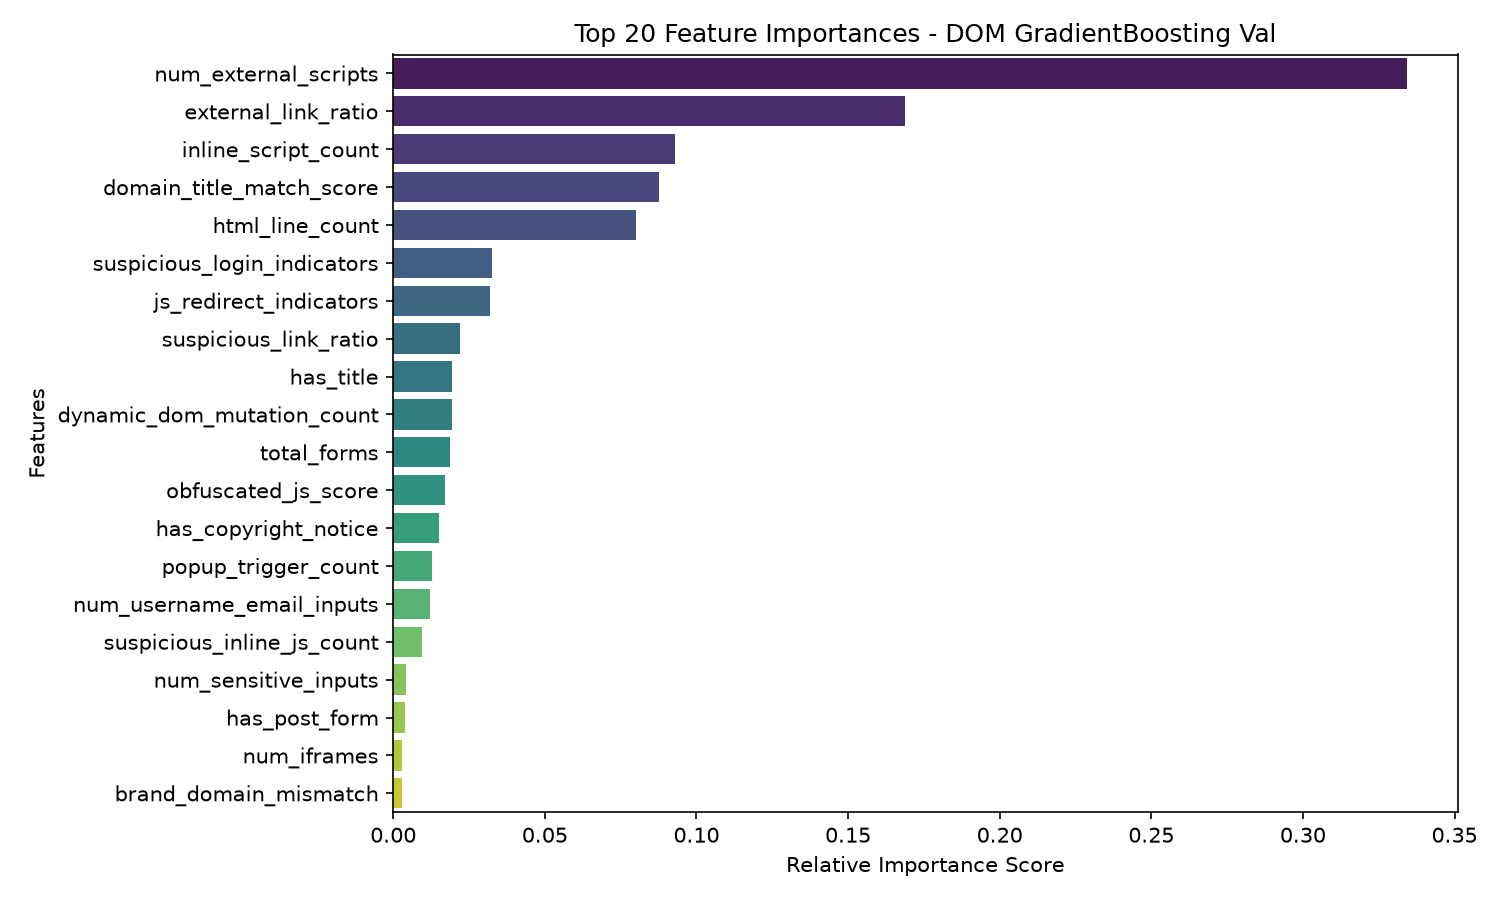 Top 20 Feature Importances - DOM GradientBoosting Val
num_external_scripts
external_link_ratio
inline_script_count
domain_title_match_score
html_line_count
suspicious_login_indicators
js_redirect_indicators
suspicious_link_ratio
has_title
dynamic_dom_mutation_count
total_forms
obfuscated_js_score
has_copyright_notice
popup_trigger_count
num_username_email_inputs
suspicious_inline_js_count
num_sensitive_inputs
has_post_form
num_iframes
brand_domain_mismatch
Features
0.00 0.05 0.10 0.15 0.20 0.25 0.30 0.35
Relative Importance Score